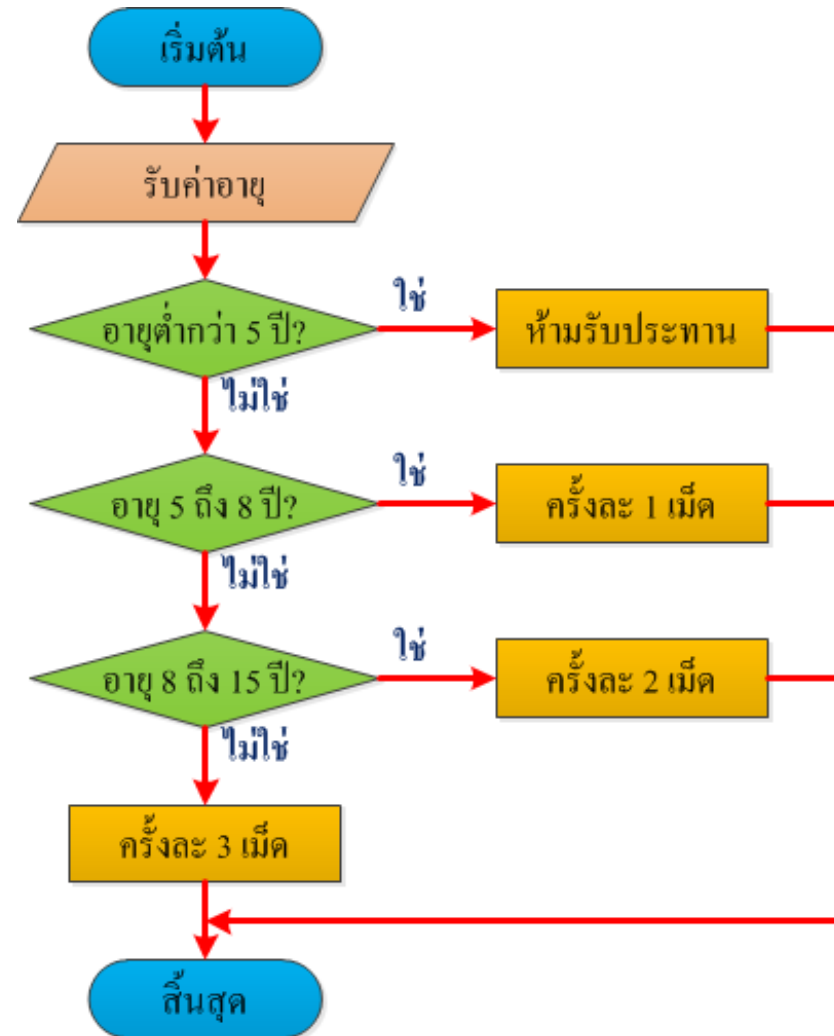 เริ่มต้น
รับค่าอายุ
อายุต่ำกว่า 5 ปี?
ใช่
ห้ามรับประทาน
ไม่ใช่
อายุ 5 ถึง 8 ปี?
ใช่
ครั้งละ 1 เม็ด
ไม่ใช่
อายุ 8 ถึง 15 ปี?
ใช่
ครั้งละ 2 เม็ด
ไม่ใช่
ครั้งละ 3 เม็ด
สิ้นสุด